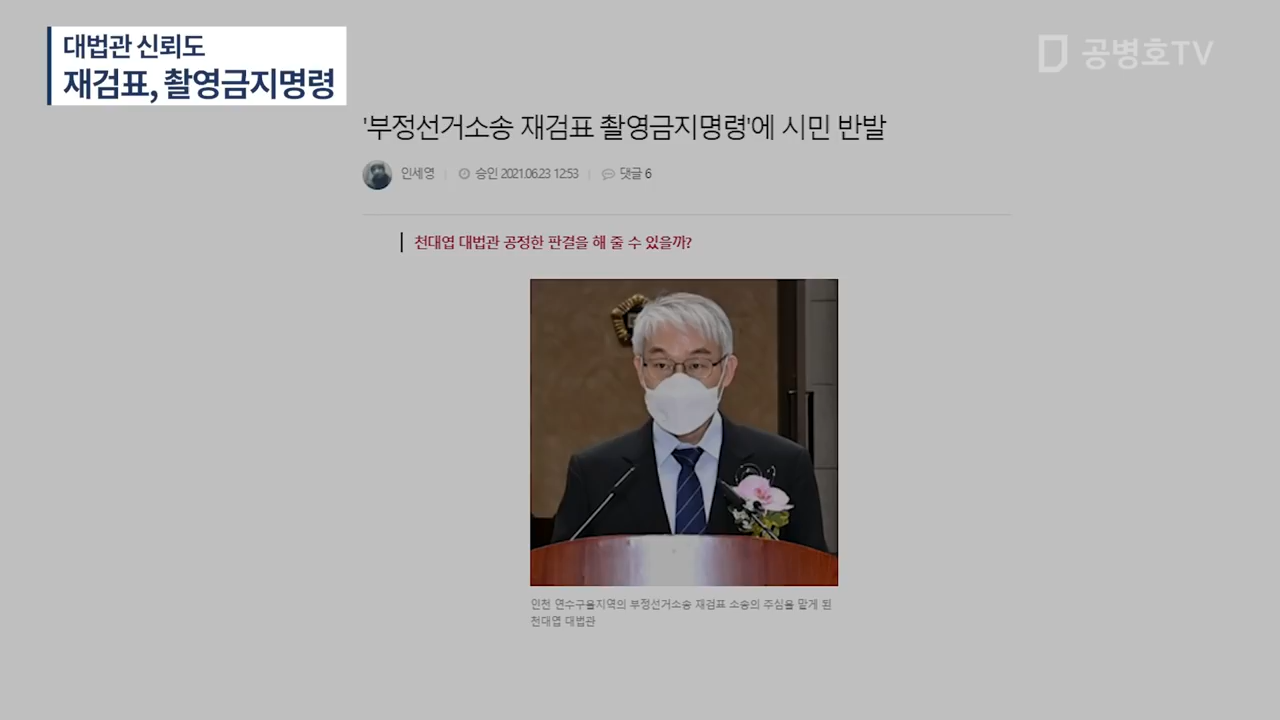 대법관 신뢰도
재검표, 촬영금지명령
공병호TV
'부정선거소송 재검표 촬영금지명령'에 시민 반발
인세영 승인 2021.06.23 12:53 댓글 6
천대엽 대법관 공정한 판결을 해 줄 수 있을까?
인천 연수구을지역의 부정선거소송 재검표 소송의 주심을 맡게 된
천대엽 대법관